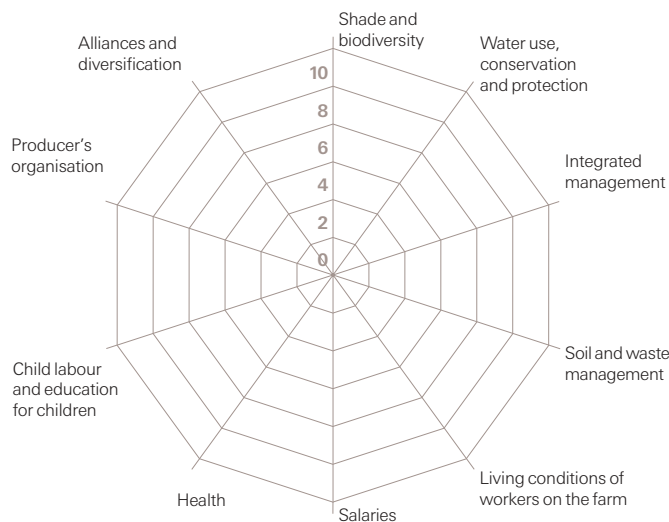 Shade and
biodiversity
Water use,
conservation
and protection
Integrated
management
Soil and waste
management
Living conditions of
workers on the farm
Salaries
Health
Child labour
and education
for children
Producer's
organisation
Alliances and
diversification
10
8
6
4
2
0